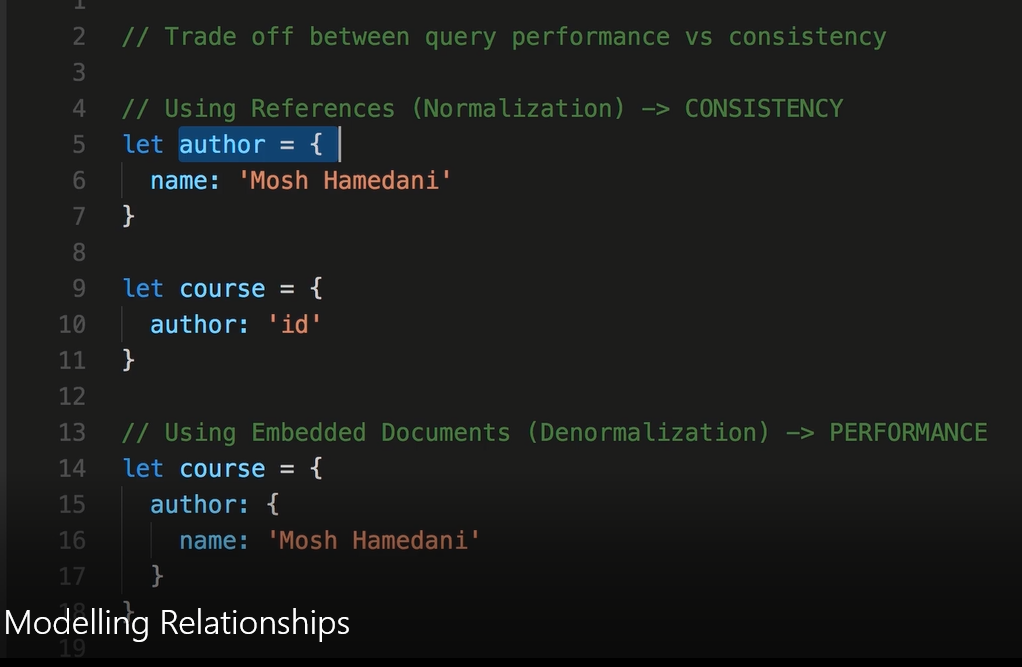 1
2 // Trade off between query performance vs consistency
3
4 // Using References (Normalization) -> CONSISTENCY
5 let author = {
6 name: 'Mosh Hamedani'
7 }
8
9 let course = {
10 author: 'id'
11 }
12
13 // Using Embedded Documents (Denormalization) -> PERFORMANCE
14 let course = {
15 author: {
16 name: 'Mosh Hamedani'
17 }
18 }
Modelling Relationships
19